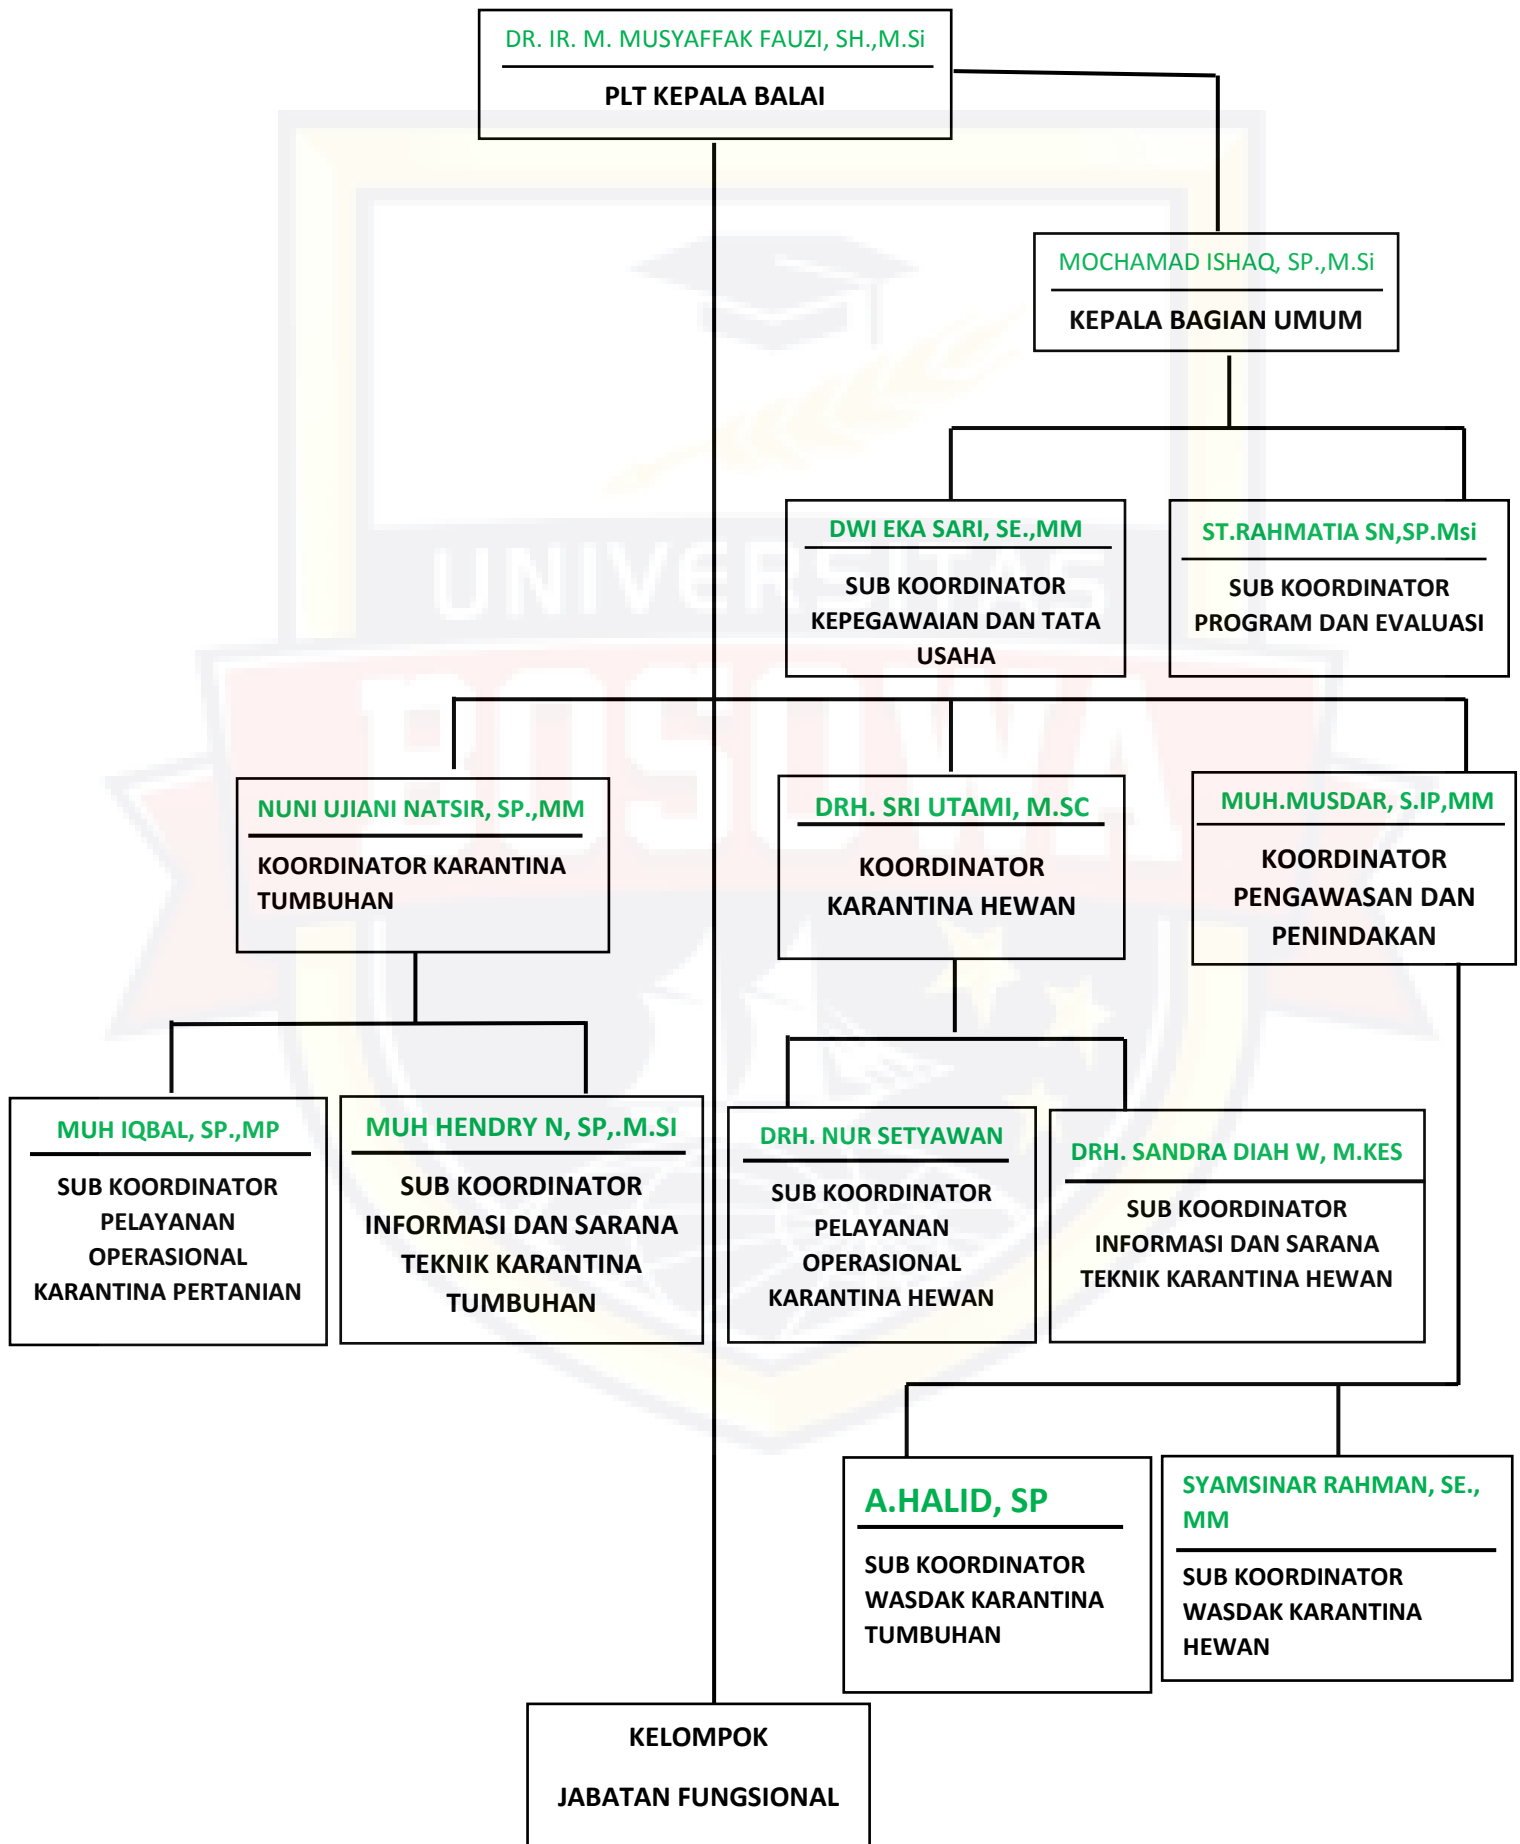 DR. IR. M. MUSYAFFAK FAUZI, SH.,M.Si
PLT KEPALA BALAI
MOCHAMAD ISHAQ, SP.,M.Si
KEPALA BAGIAN UMUM
DWI EKA SARI, SE.,MM
SUB KOORDINATOR
KEPEGAWAIAN DAN TATA
USAHA
ST.RAHMATIA SN,SP.Msi
SUB KOORDINATOR
PROGRAM DAN EVALUASI
UNIVERSITAS
BOSOWA
NUNI UJIANI NATSIR, SP.,MM
KOORDINATOR KARANTINA
TUMBUHAN
DRH. SRI UTAMI, M.SC
KOORDINATOR
KARANTINA HEWAN
MUH.MUSDAR, S.IP,MM
KOORDINATOR
PENGAWASAN DAN
PENINDAKAN
MUH IQBAL, SP.,MP
SUB KOORDINATOR
PELAYANAN
OPERASIONAL
KARANTINA PERTANIAN
MUH HENDRY N, SP,.M.SI
SUB KOORDINATOR
INFORMASI DAN SARANA
TEKNIK KARANTINA
TUMBUHAN
DRH. NUR SETYAWAN
SUB KOORDINATOR
PELAYANAN
OPERASIONAL
KARANTINA HEWAN
DRH. SANDRA DIAH W, M.KES
SUB KOORDINATOR
INFORMASI DAN SARANA
TEKNIK KARANTINA HEWAN
A.HALID, SP
SUB KOORDINATOR
WASDAK KARANTINA
TUMBUHAN
SYAMSINAR RAHMAN, SE.,
MM
SUB KOORDINATOR
WASDAK KARANTINA
HEWAN
KELOMPOK
JABATAN FUNGSIONAL